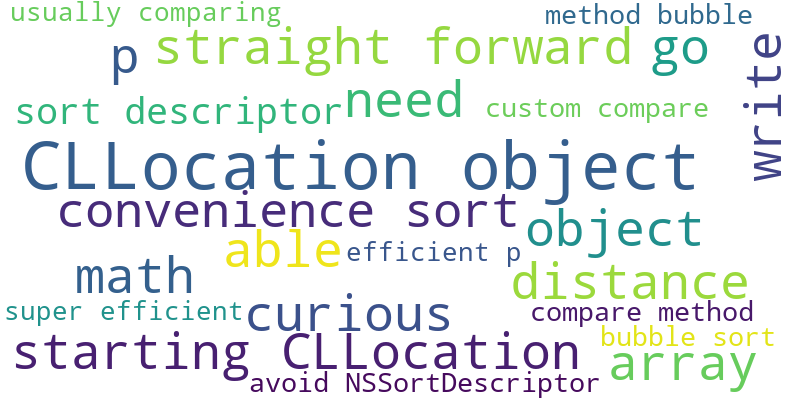 usually comparing
method bubble
p
straight forward
go
write
sort descriptor
need
custom compare
CLLocation object
convenience sort
object
able
efficient p
math
distance
super efficient
curious
compare method
starting CLLocation
bubble sort
array
avoid NSSortDescriptor